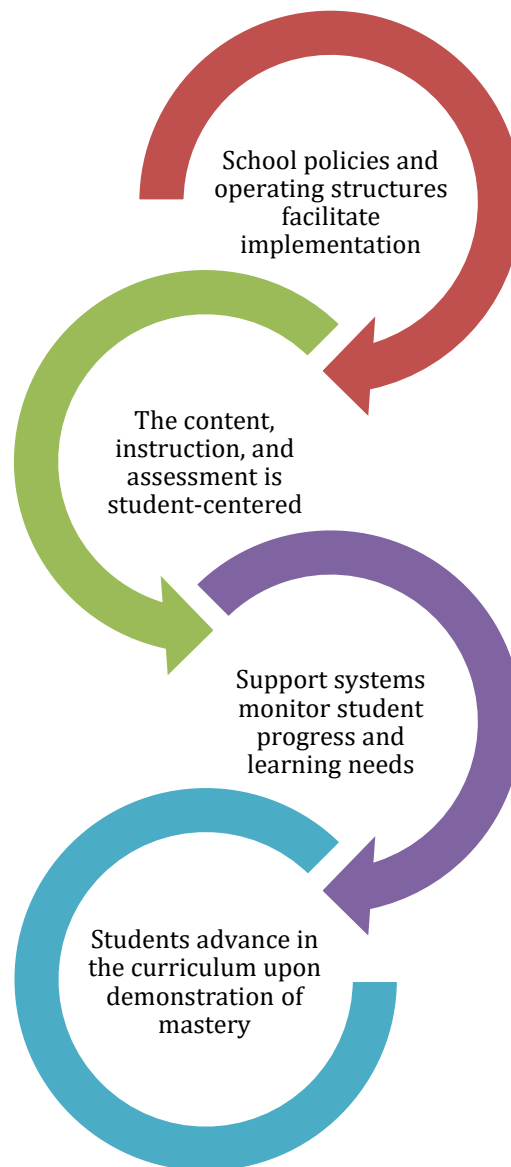 School policies and
operating structures
facilitate
implementation
The content,
instruction, and
assessment is
student-centered
Support systems
monitor student
progress and
learning needs
Students advance in
the curriculum upon
demonstration of
mastery